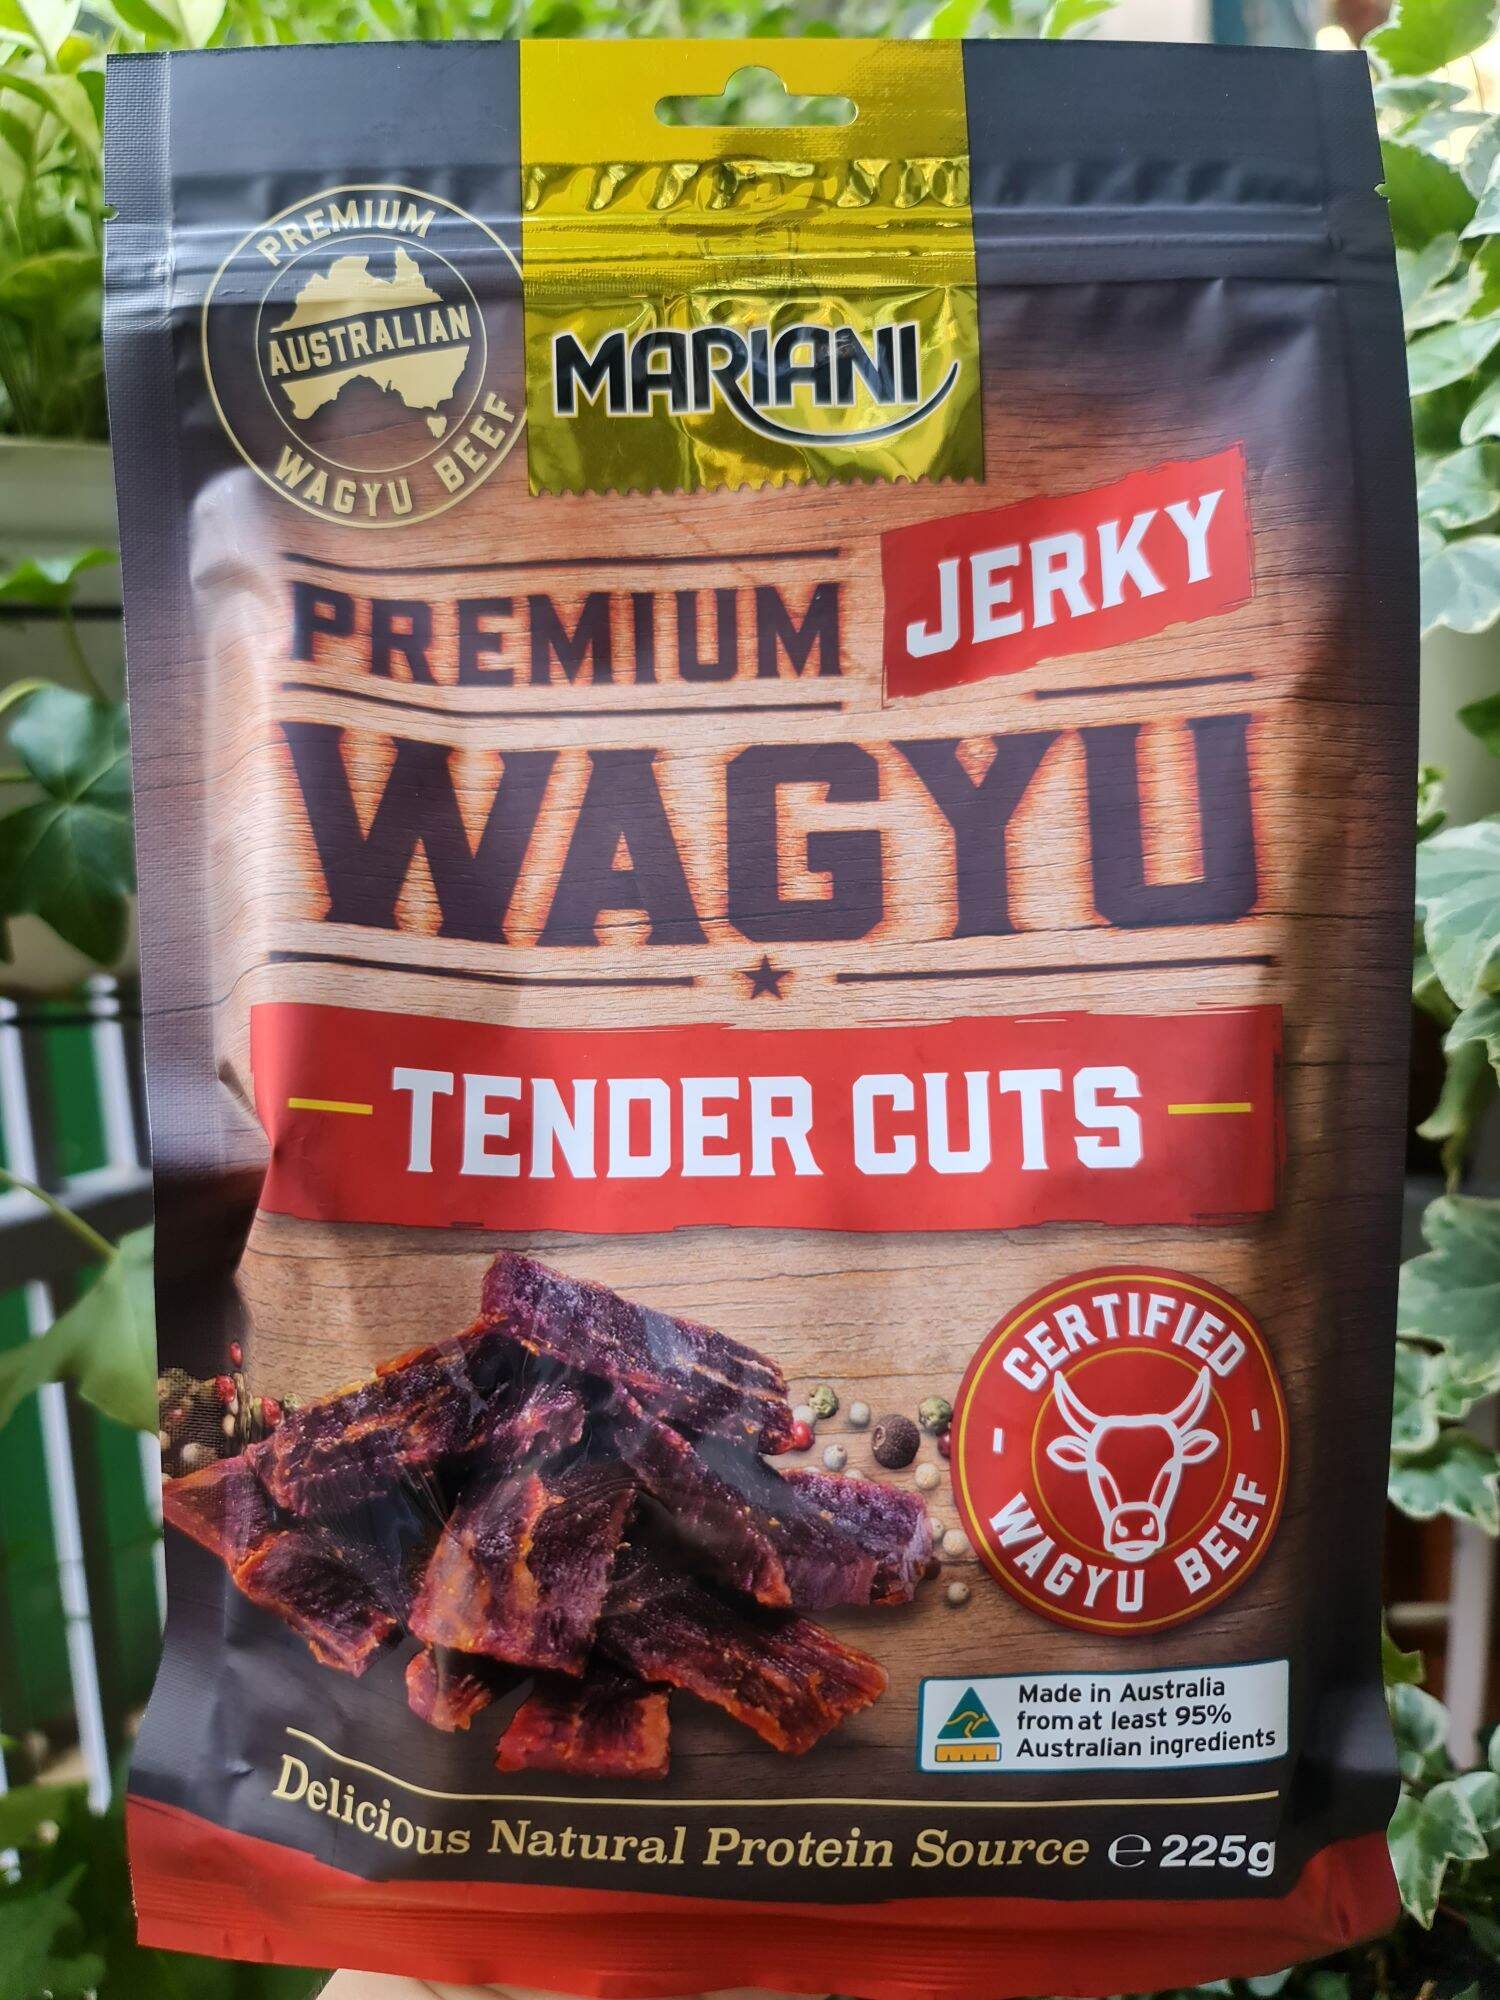 PREMIUM
AUSTRALIAN
WAGYU BEEF
MARIANI
PREMIUM JERKY
WAGYU
TENDER CUTS
CERTIFIED
WAGYU BEEF
Made in Australia
from at least 95%
Australian ingredients
Delicious Natural Protein Source ℮ 225g